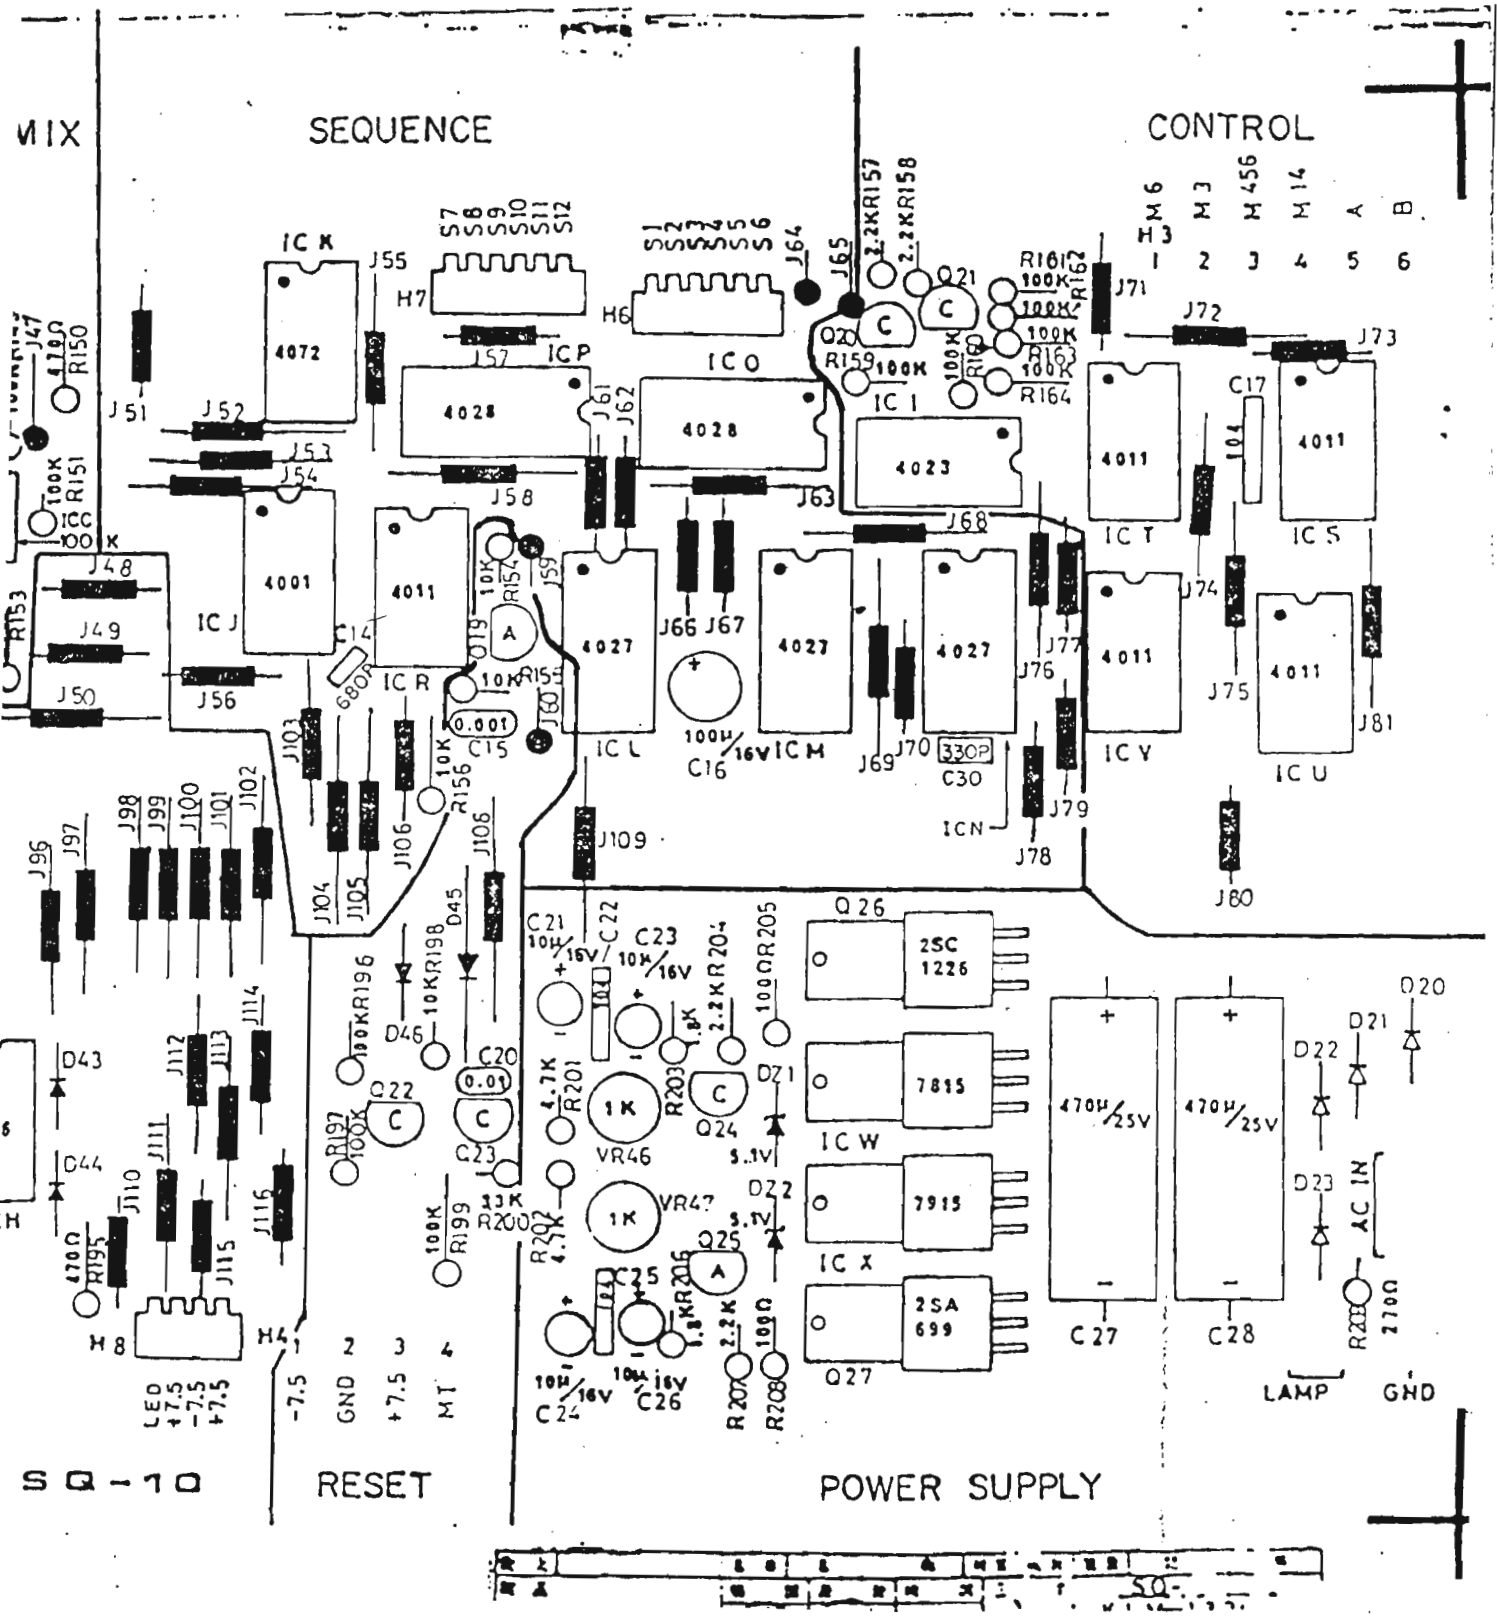 MIX
SEQUENCE
CONTROL
S7
S8
S9
S10
S11
S12
S1
S2
S3
S4
S5
S6
J64
J65
2.2K R157
2.2K R158
H3
1 M6
2 M3
3 M456
4 M14
5 A
6 B
IC K
J55
H7
H6
Q21
C
Q20
C
R161
100K
R162
100K
100K
R163
100K
R164
J71
J72
J73
J47
470Ω
R150
J51
4072
J57
IC P
IC O
R159
100K
100K
R160
IC I
C17
104
J52
J53
J54
4028
J61
J62
4028
4023
4011
4011
100K
R151
ICC
100K
J58
J63
J68
IC T
IC S
J48
4001
4011
10K
R154
J59
J74
R153
IC J
C14
680P
Q19
A
4027
J66
J67
4027
4027
J76
J77
4011
J75
4011
J81
J49
J50
J56
IC R
10K
R155
J60
0.001
C15
100μ
16V
C16
IC L
IC M
J69
J70
330P
C30
IC Y
IC U
J103
10K
R156
ICN
J79
J78
J80
J96
J97
J98
J99
J100
J101
J102
J104
J105
J106
J106
J109
D45
C21
10μ/16V
C22
104
C23
10μ/16V
1.8K
R203
2.2K R204
100Ω R205
Q26
2SC
1226
100K R196
D46
10K R198
C20
0.01
D43
J112
J113
J114
Q22
C
C
Q23
R197
100K
4.7K
R201
1K
VR46
C
Q24
DZ1
5.1V
7815
IC W
470μ/25V
470μ/25V
D20
D21
D22
D23
AC IN
D44
J110
J111
J115
J116
33K
R200
R202
4.7K
1K
VR47
DZ2
5.1V
7915
IC X
470Ω
R195
100K
R199
Q25
A
C25
104
1.8K R206
2SA
699
Q27
C27
C28
270Ω
H8
H4
1
2
3
4
LED
+7.5
-7.5
+7.5
-7.5
GND
+7.5
MT
10μ/16V
C24
10μ/16V
C26
2.2K
R207
100Ω
R208
LAMP
GND
SQ-10
RESET
POWER SUPPLY